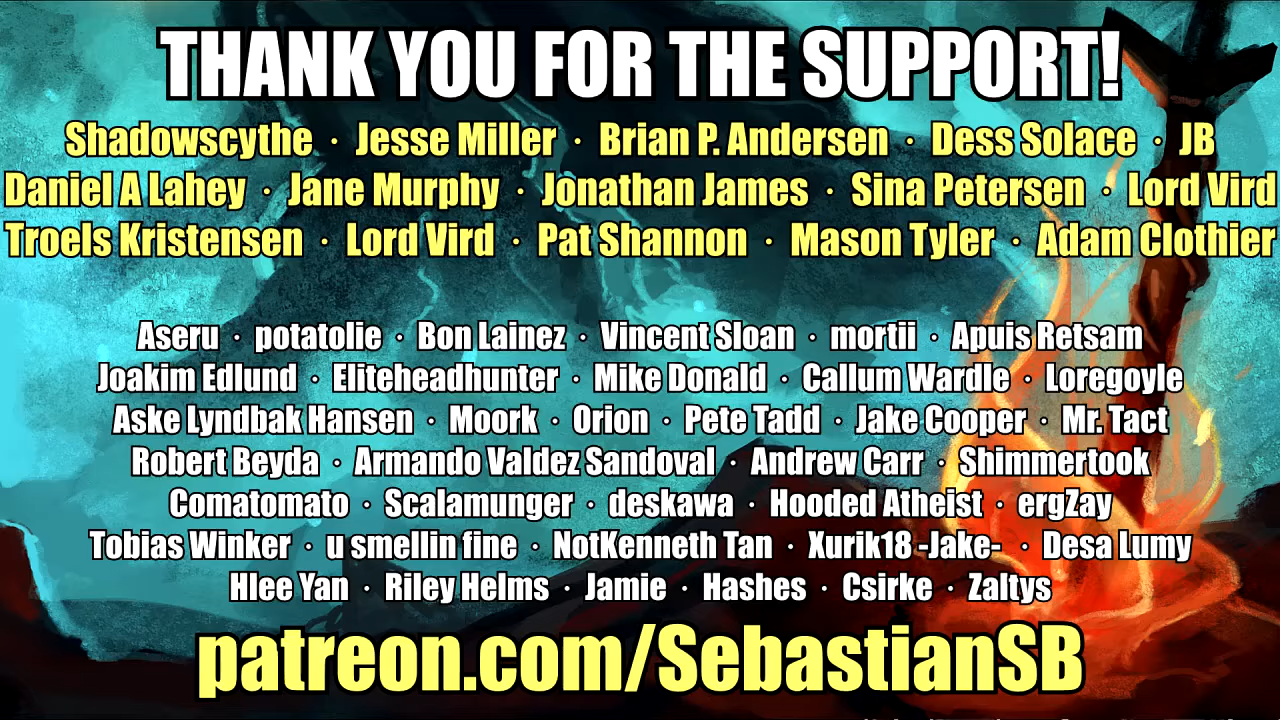 THANK YOU FOR THE SUPPORT!
Shadowscythe · Jesse Miller · Brian P. Andersen · Dess Solace · JB
Daniel A Lahey · Jane Murphy · Jonathan James · Sina Petersen · Lord Vird
Troels Kristensen · Lord Vird · Pat Shannon · Mason Tyler · Adam Clothier
Aseru · potatolie · Bon Lainez · Vincent Sloan · mortii · Apuis Retsam
Joakim Edlund · Eliteheadhunter · Mike Donald · Callum Wardle · Loregoyle
Aske Lyndbak Hansen · Moork · Orion · Pete Tadd · Jake Cooper · Mr. Tact
Robert Beyda · Armando Valdez Sandoval · Andrew Carr · Shimmertook
Comatomato · Scalamunger · deskawa · Hooded Atheist · ergZay
Tobias Winker · u smellin fine · NotKenneth Tan · Xurik18 -Jake- · Desa Lumy
Hlee Yan · Riley Helms · Jamie · Hashes · Csirke · Zaltys
patreon.com/SebastianSB